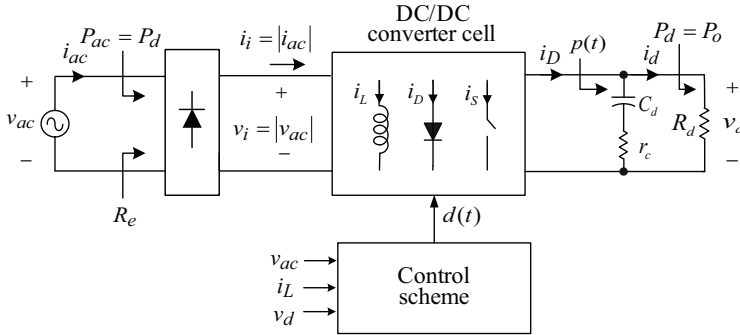 DC/DC
converter cell
P_ac = P_d
i_ac
i_i = |i_ac|
i_D
p(t)
i_d
P_d = P_o
+
+
+
i_L
i_D
i_S
C_d
v_ac
v_i = |v_ac|
R_d
−
−
r_c
−
R_e
d(t)
v_ac
i_L
v_d
Control
scheme